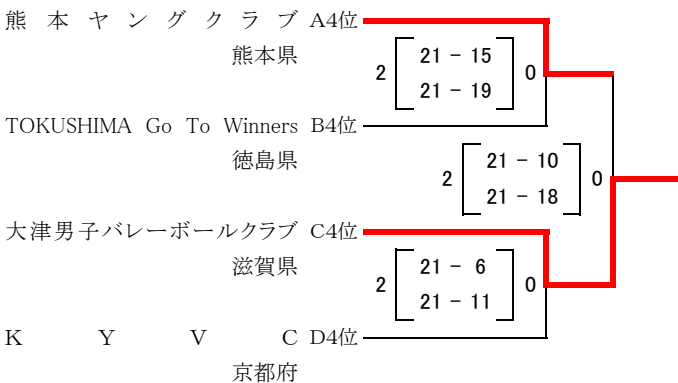 熊本ヤングクラブ A4位
熊本県
2 21 - 15 0
21 - 19
TOKUSHIMA Go To Winners B4位
徳島県
2 21 - 10 0
21 - 18
大津男子バレーボールクラブ C4位
滋賀県
2 21 - 6 0
21 - 11
K Y V C D4位
京都府